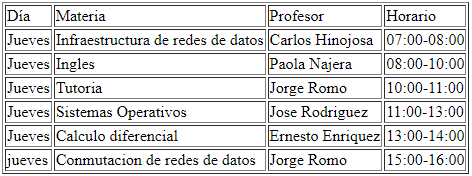 Día Materia Profesor Horario
Jueves Infraestructura de redes de datos Carlos Hinojosa 07:00-08:00
Jueves Ingles Paola Najera 08:00-10:00
Jueves Tutoria Jorge Romo 10:00-11:00
Jueves Sistemas Operativos Jose Rodriguez 11:00-13:00
Jueves Calculo diferencial Ernesto Enriquez 13:00-14:00
jueves Conmutacion de redes de datos Jorge Romo 15:00-16:00